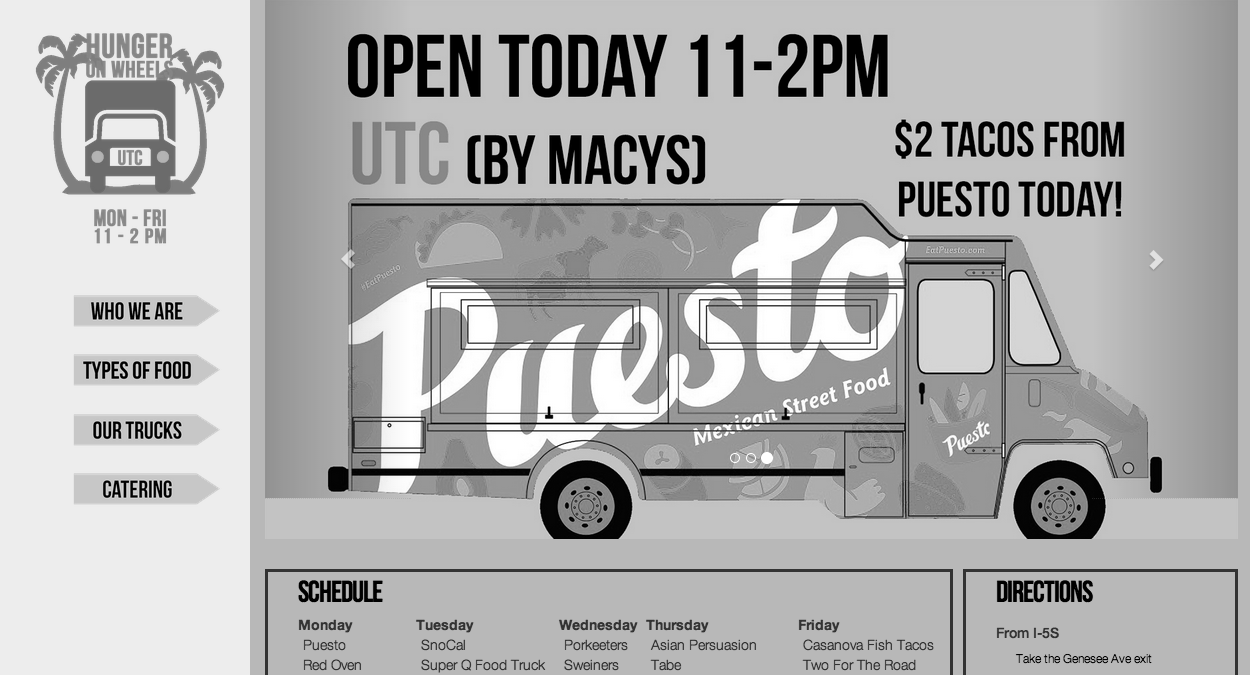 HUNGER
ON WHEELS
UTC
MON - FRI
11 - 2 PM
WHO WE ARE
TYPES OF FOOD
OUR TRUCKS
CATERING
OPEN TODAY 11-2PM
UTC (BY MACYS)
$2 TACOS FROM
PUESTO TODAY!
EatPuesto.com
#EatPuesto
Puesto
Mexican Street Food
Puesto
SCHEDULE
Monday Tuesday Wednesday Thursday Friday
Puesto SnoCal Porkeeters Asian Persuasion Casanova Fish Tacos
Red Oven Super Q Food Truck Sweiners Tabe Two For The Road
DIRECTIONS
From I-5S
Take the Genesee Ave exit